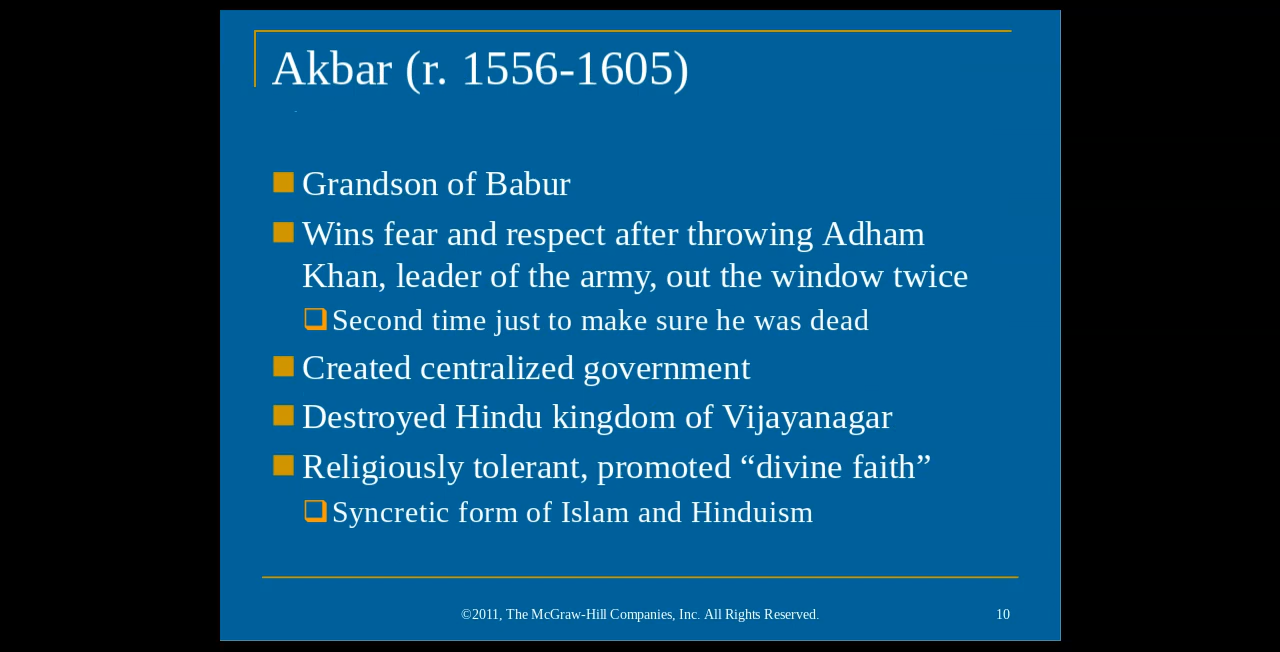 Akbar (r. 1556-1605)
Grandson of Babur
Wins fear and respect after throwing Adham
Khan, leader of the army, out the window twice
Second time just to make sure he was dead
Created centralized government
Destroyed Hindu kingdom of Vijayanagar
Religiously tolerant, promoted “divine faith”
Syncretic form of Islam and Hinduism
©2011, The McGraw-Hill Companies, Inc. All Rights Reserved.
10